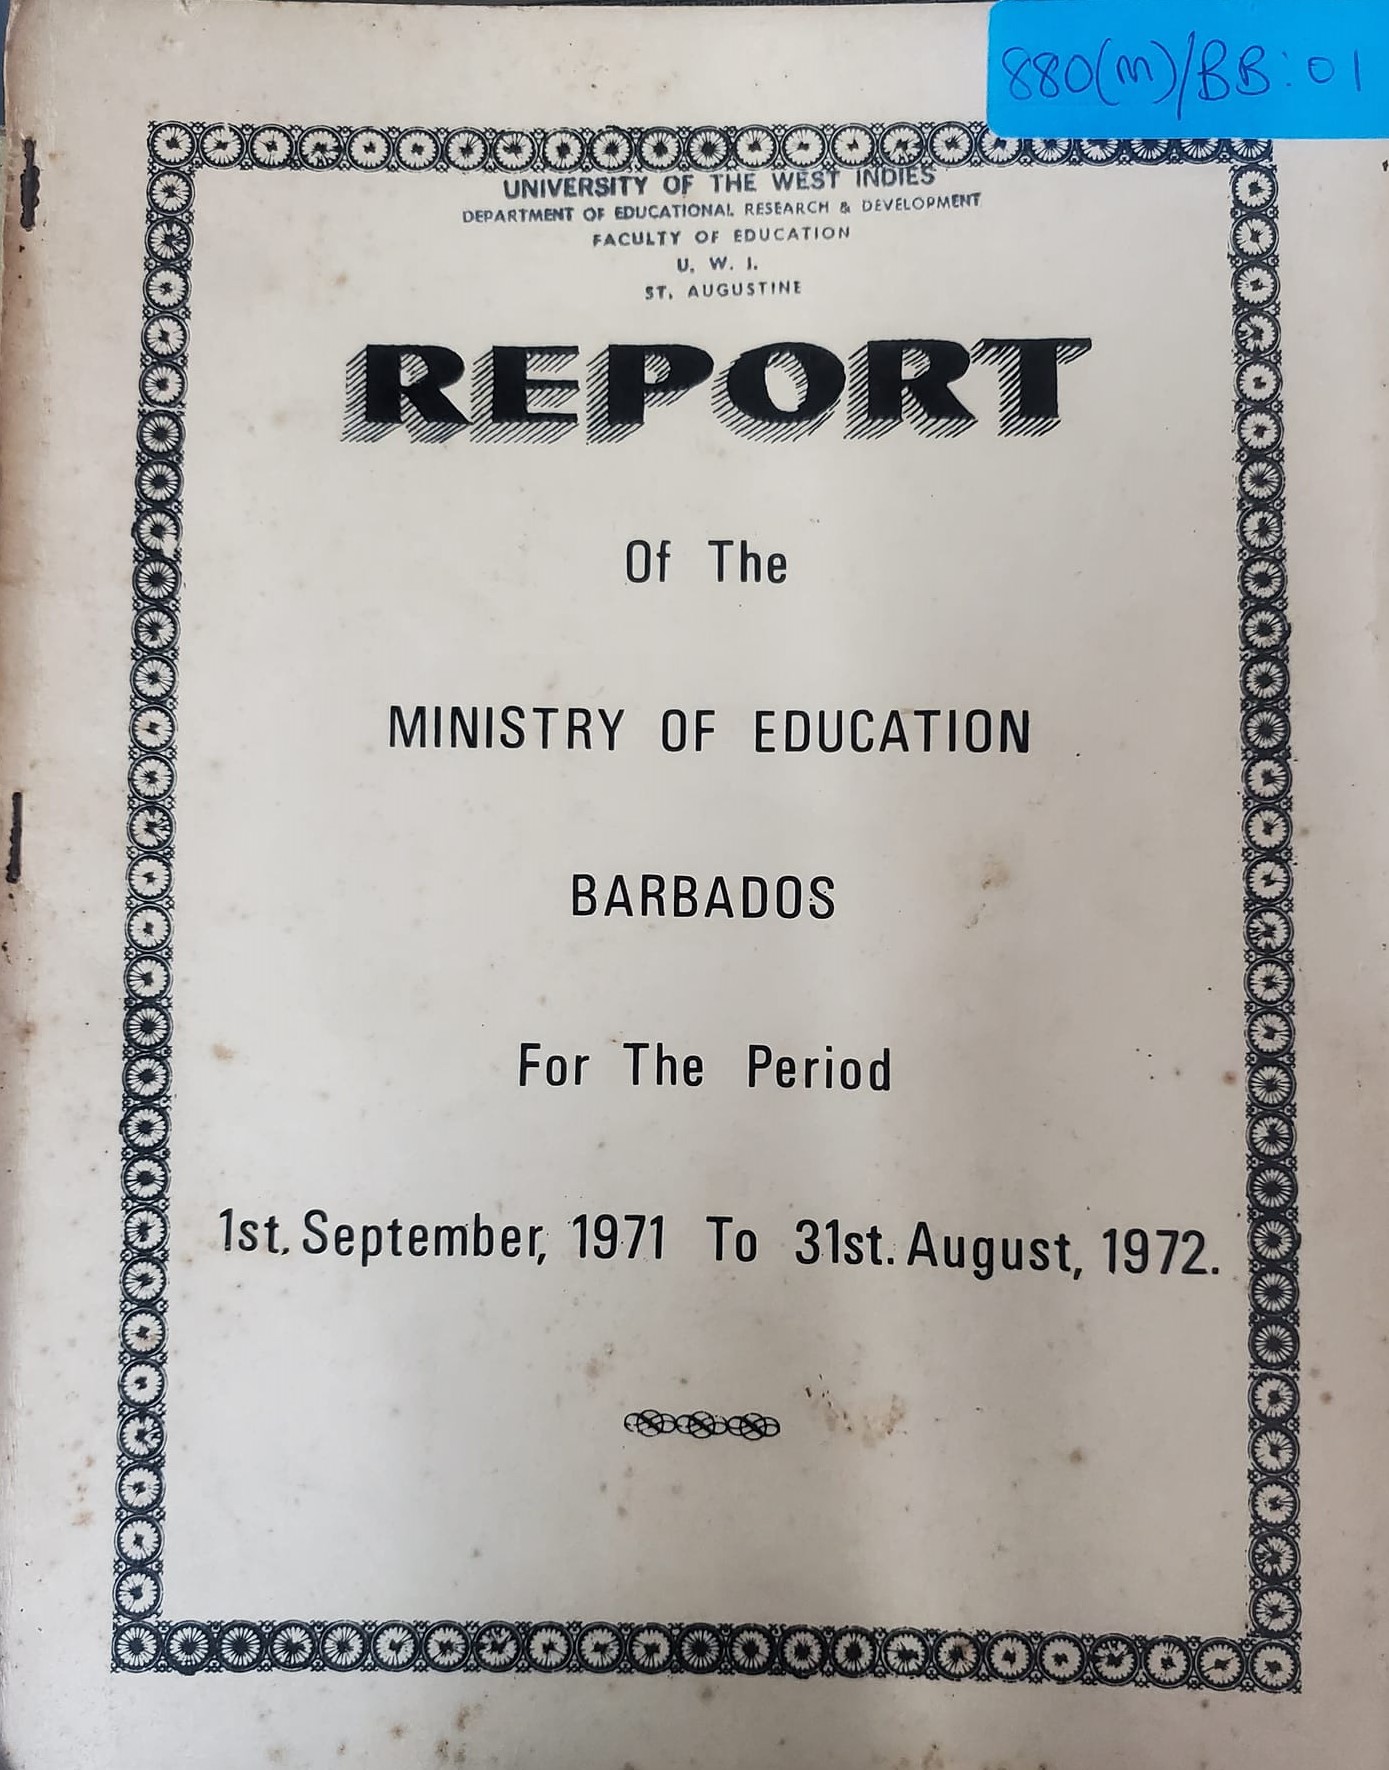 880(m)/BB:01
UNIVERSITY OF THE WEST INDIES
DEPARTMENT OF EDUCATIONAL RESEARCH & DEVELOPMENT
FACULTY OF EDUCATION
U. W. I.
ST. AUGUSTINE
REPORT
Of The
MINISTRY OF EDUCATION
BARBADOS
For The Period
1st. September, 1971 To 31st. August, 1972.